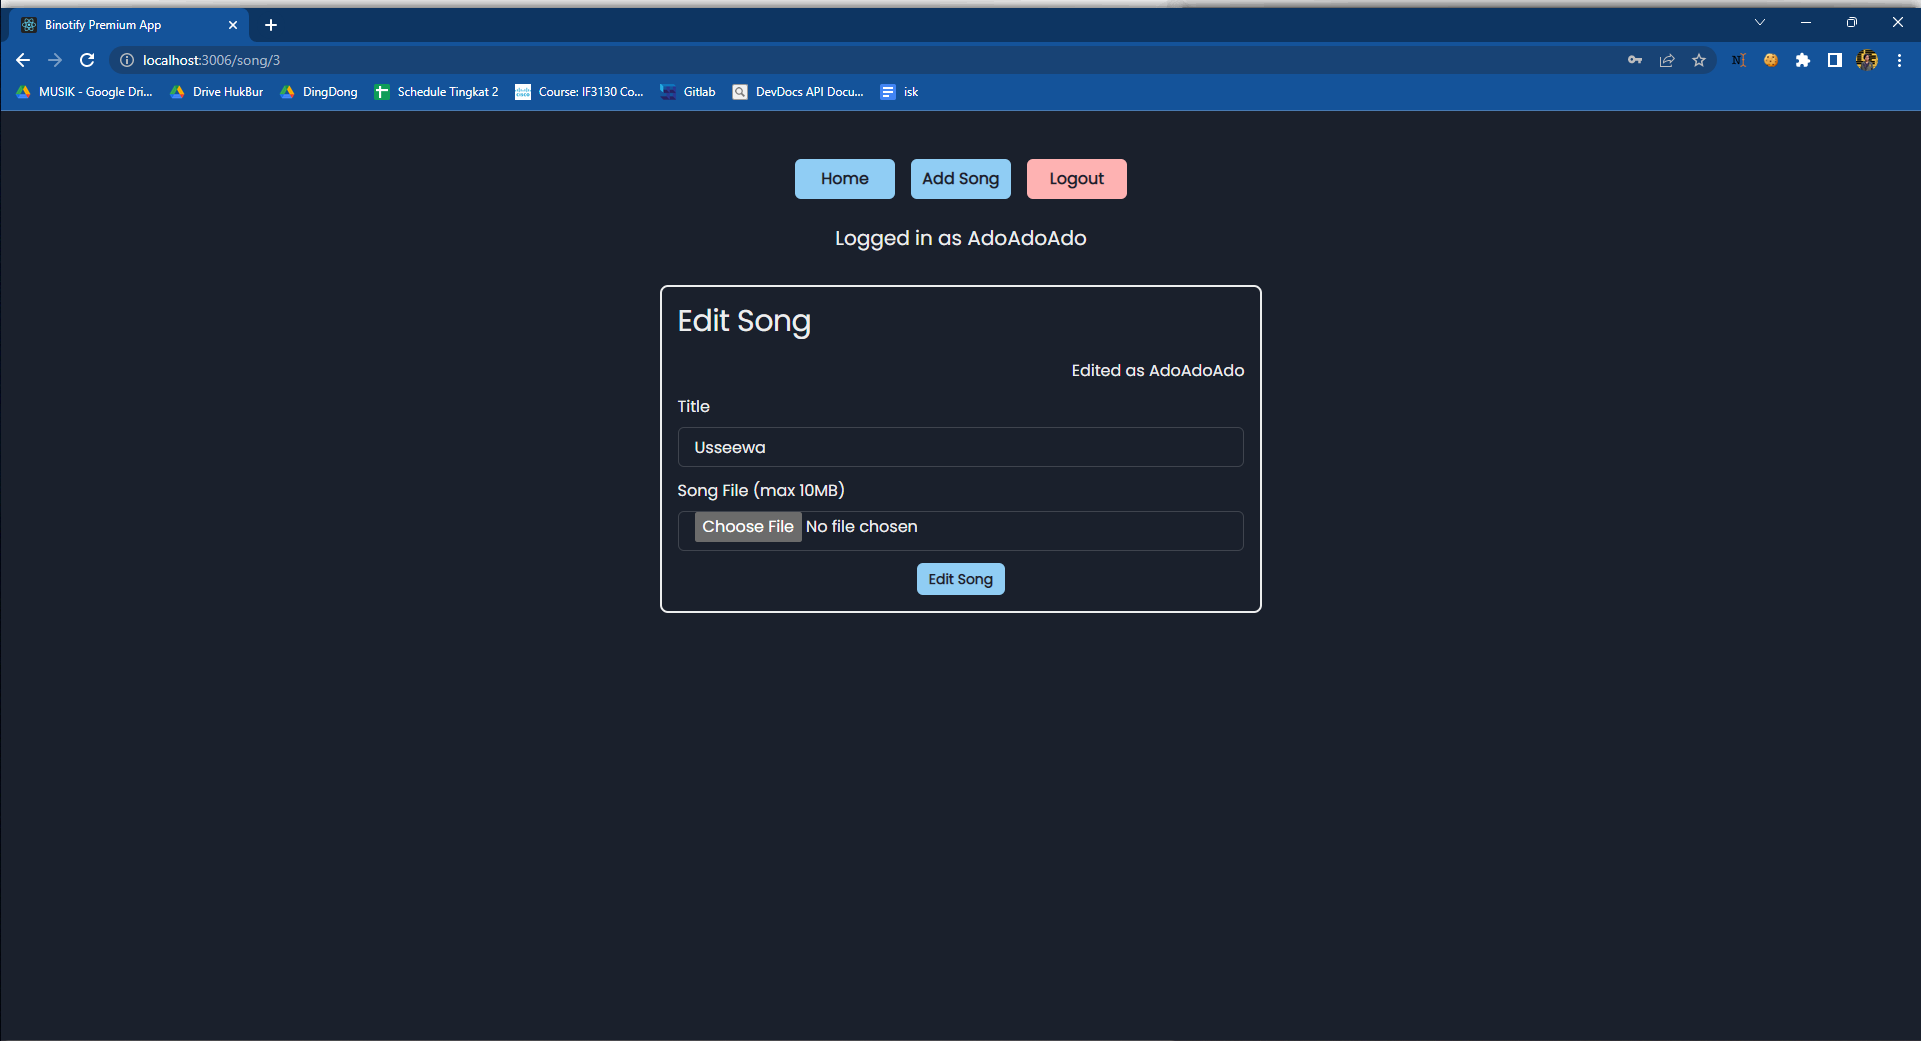 Binotify Premium App
localhost:3006/song/3
MUSIK - Google Dri... Drive HukBur DingDong Schedule Tingkat 2 Course: IF3130 Co... Gitlab DevDocs API Docu... isk
Home Add Song Logout
Logged in as AdoAdoAdo
Edit Song
Edited as AdoAdoAdo
Title
Usseewa
Song File (max 10MB)
Choose File No file chosen
Edit Song